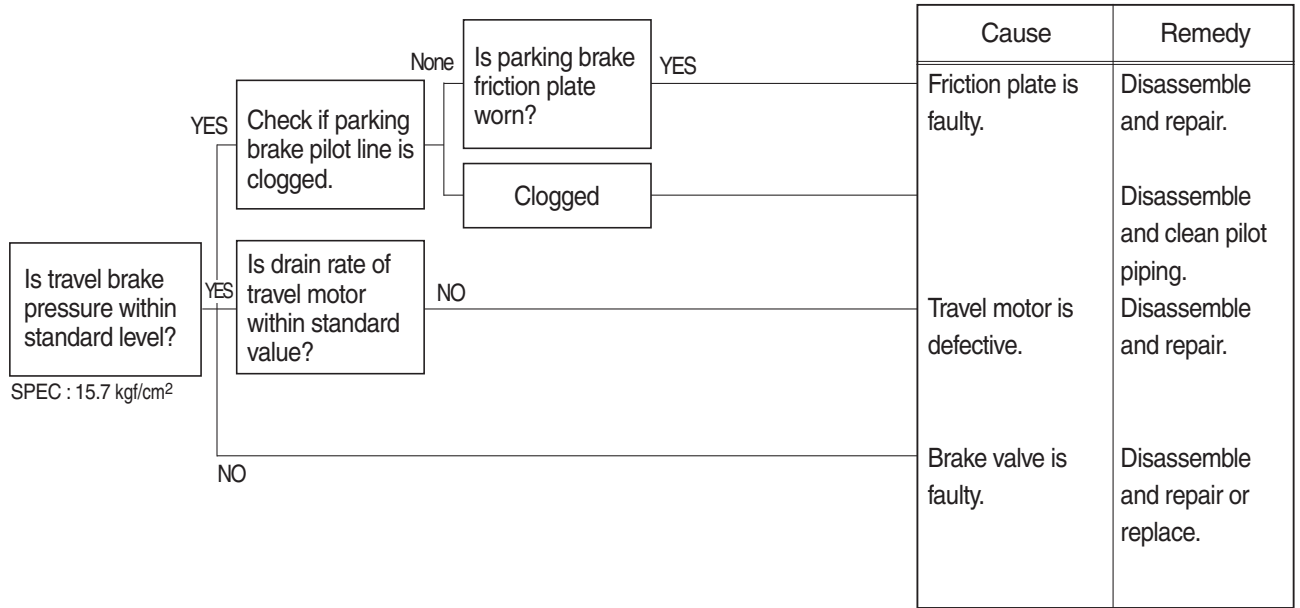 Cause
Remedy
None
Is parking brake
friction plate
worn?
YES
Friction plate is
faulty.
Disassemble
and repair.
YES
Check if parking
brake pilot line is
clogged.
Clogged
Disassemble
and clean pilot
piping.
Is travel brake
pressure within
standard level?
SPEC : 15.7 kgf/cm²
YES
Is drain rate of
travel motor
within standard
value?
NO
Travel motor is
defective.
Disassemble
and repair.
NO
Brake valve is
faulty.
Disassemble
and repair or
replace.